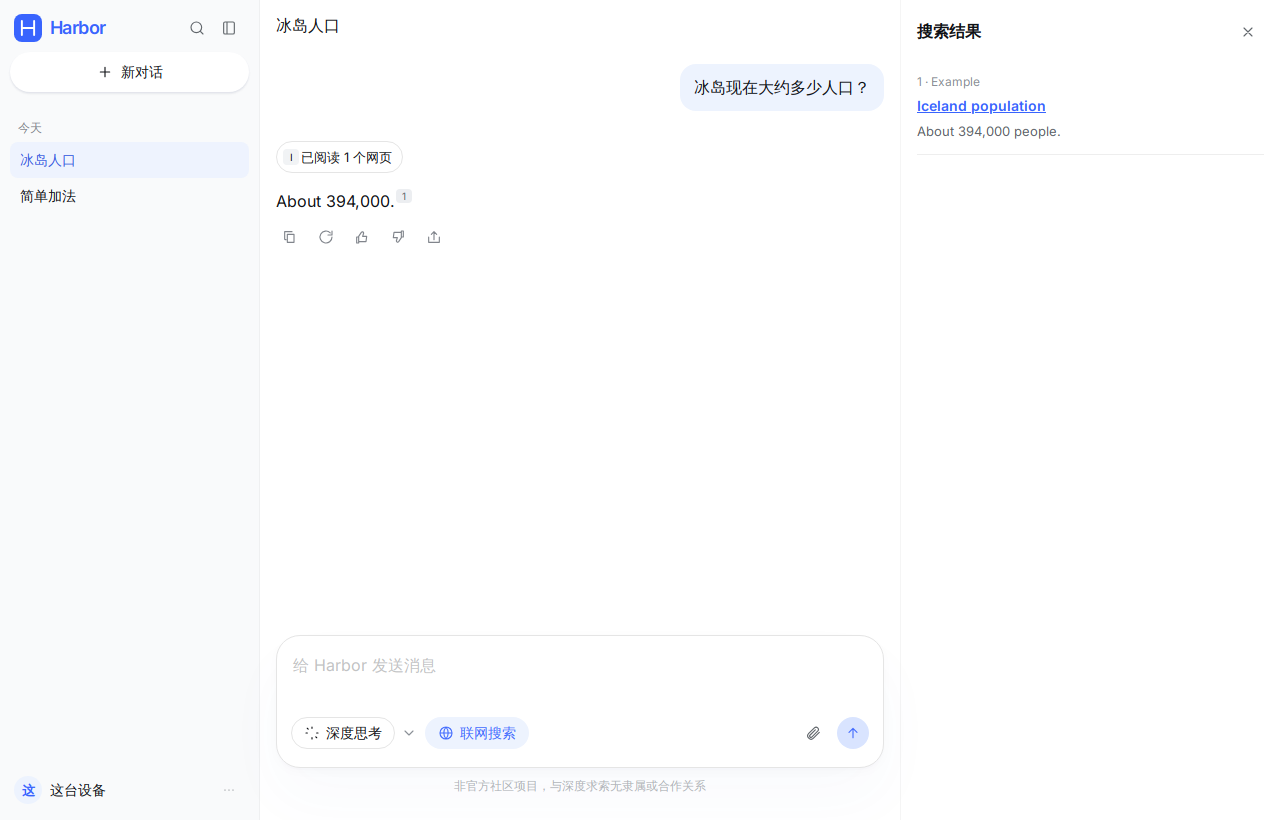 Harbor
新对话
今天
冰岛人口
简单加法
这 这台设备
冰岛人口
冰岛现在大约多少人口？
I 已阅读 1 个网页
About 394,000. 1
给 Harbor 发送消息
深度思考
联网搜索
非官方社区项目，与深度求索无隶属或合作关系
搜索结果
1 · Example
Iceland population
About 394,000 people.